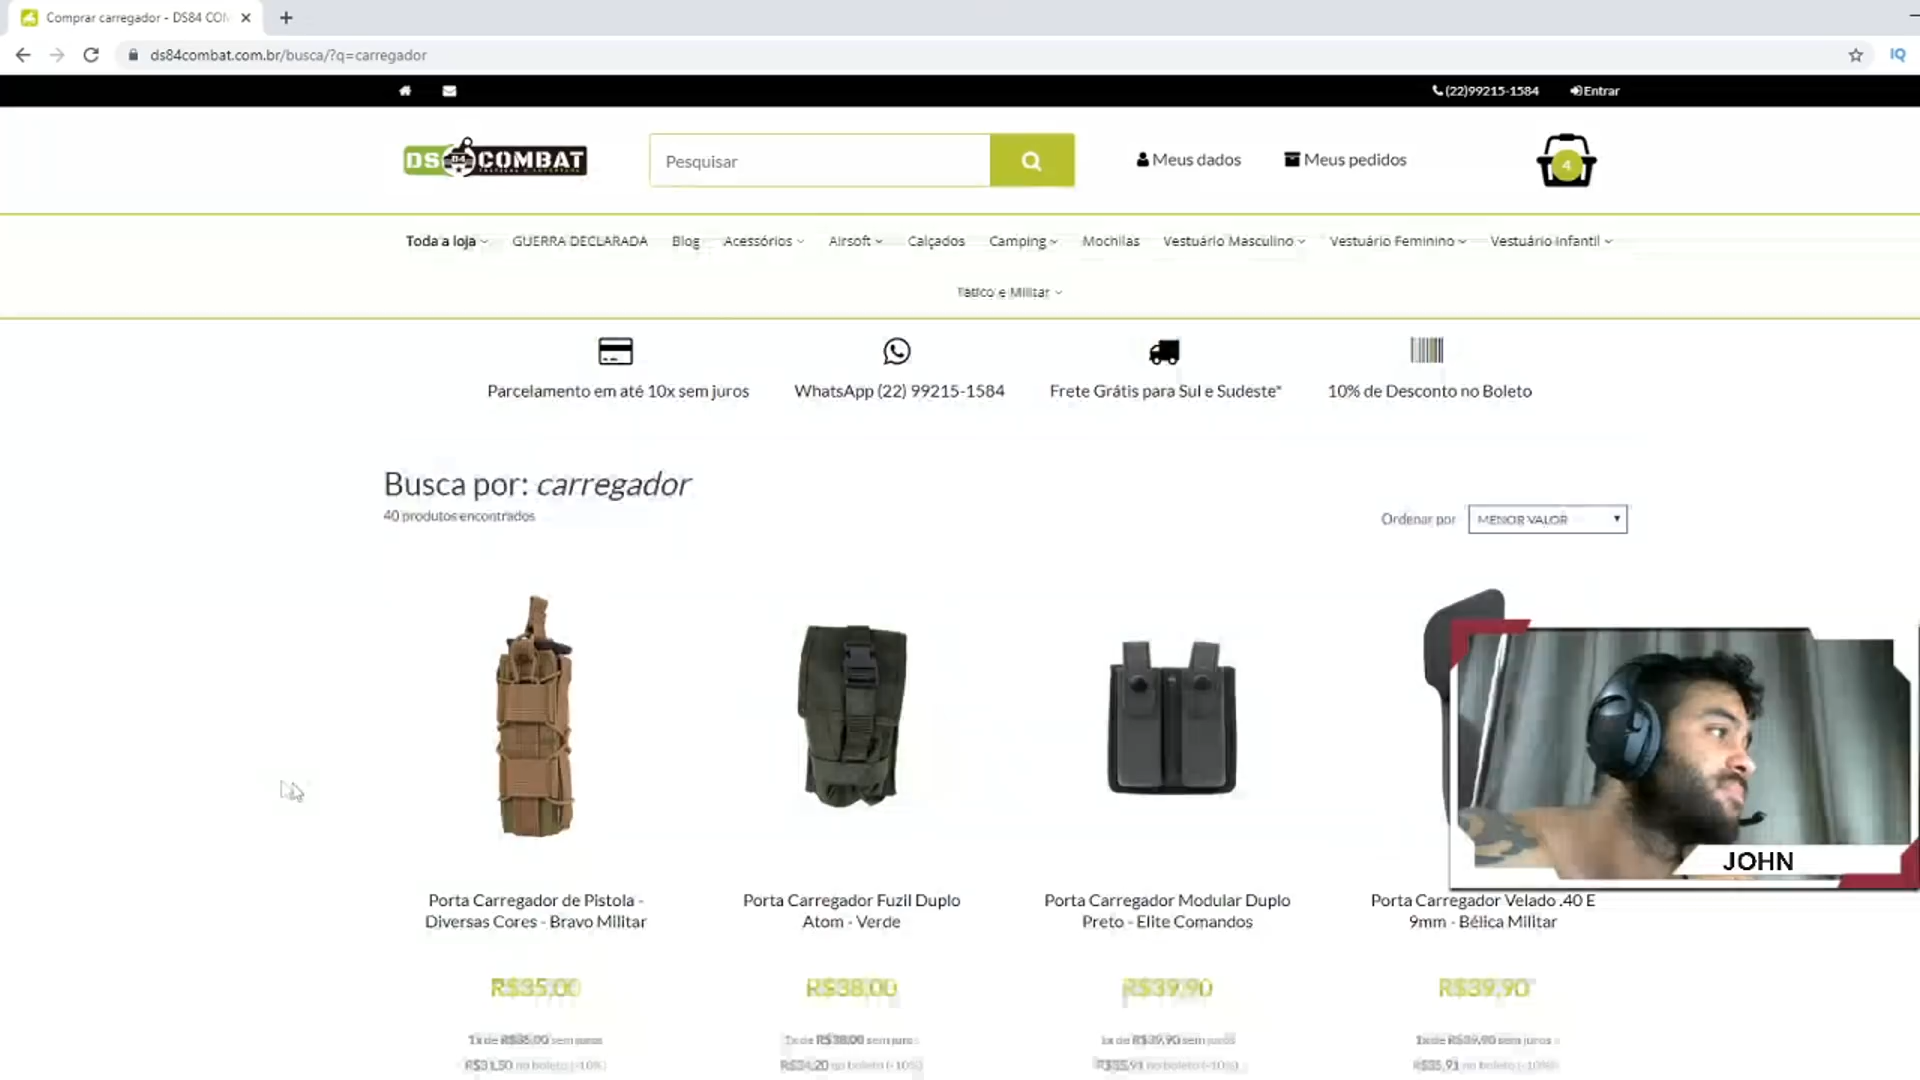 Comprar carregador - DS84 CON
ds84combat.com.br/busca/?q=carregador
IQ
(22)99215-1584
Entrar
DS 84 COMBAT
Pesquisar
Meus dados
Meus pedidos
4
Toda a loja
GUERRA DECLARADA
Blog
Acessórios
Airsoft
Calçados
Camping
Mochilas
Vestuário Masculino
Vestuário Feminino
Vestuário Infantil
Tático e Militar
Parcelamento em até 10x sem juros
WhatsApp (22) 99215-1584
Frete Grátis para Sul e Sudeste*
10% de Desconto no Boleto
Busca por: carregador
40 produtos encontrados
Ordenar por
MENOR VALOR
JOHN
Porta Carregador de Pistola -
Diversas Cores - Bravo Militar
Porta Carregador Fuzil Duplo
Atom - Verde
Porta Carregador Modular Duplo
Preto - Elite Comandos
Porta Carregador Velado .40 E
9mm - Bélica Militar
R$35,00
R$38,00
R$39,90
R$39,90
1x de R$35,00 sem juros
1x de R$38,00 sem juros
1x de R$39,90 sem juros
1x de R$39,90 sem juros
R$31,50 no boleto (-10%)
R$34,20 no boleto (-10%)
R$35,91 no boleto (-10%)
R$35,91 no boleto (-10%)